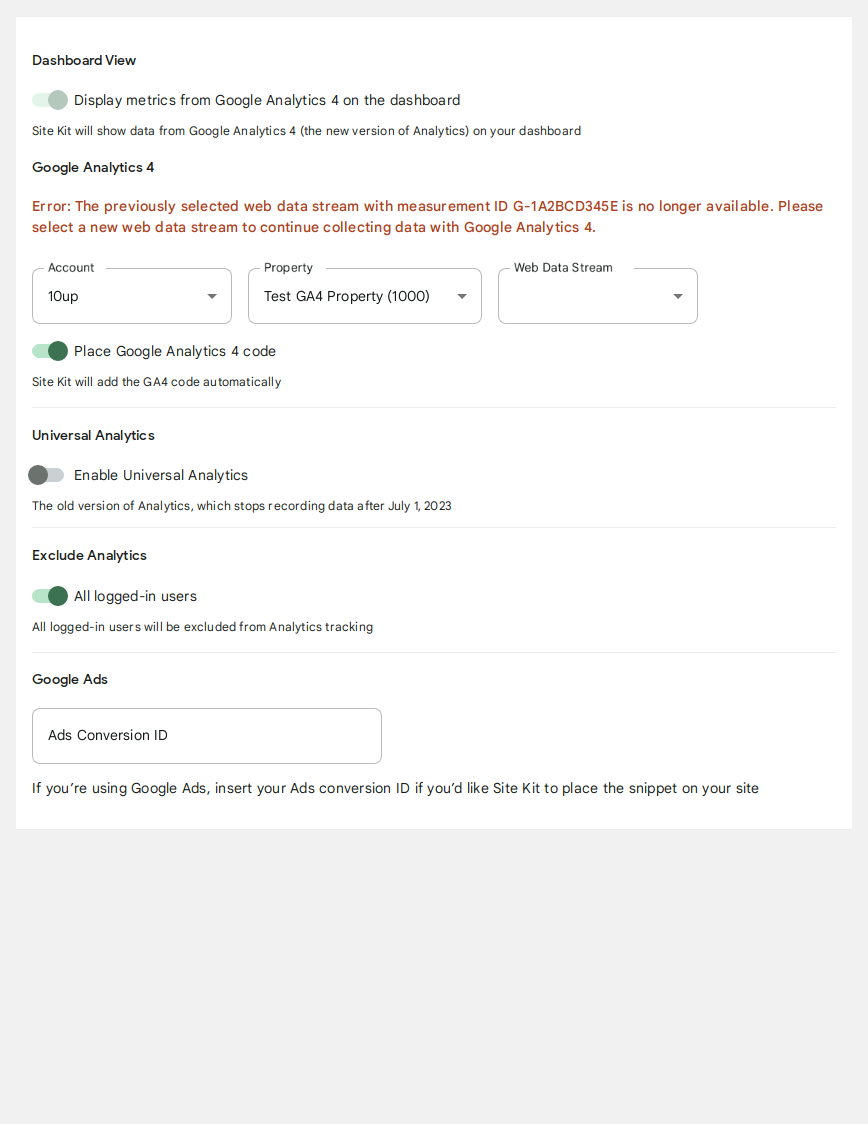 Dashboard View
Display metrics from Google Analytics 4 on the dashboard
Site Kit will show data from Google Analytics 4 (the new version of Analytics) on your dashboard
Google Analytics 4
Error: The previously selected web data stream with measurement ID G-1A2BCD345E is no longer available. Please
select a new web data stream to continue collecting data with Google Analytics 4.
Account Property Web Data Stream
10up Test GA4 Property (1000)
Place Google Analytics 4 code
Site Kit will add the GA4 code automatically
Universal Analytics
Enable Universal Analytics
The old version of Analytics, which stops recording data after July 1, 2023
Exclude Analytics
All logged-in users
All logged-in users will be excluded from Analytics tracking
Google Ads
Ads Conversion ID
If you’re using Google Ads, insert your Ads conversion ID if you’d like Site Kit to place the snippet on your site